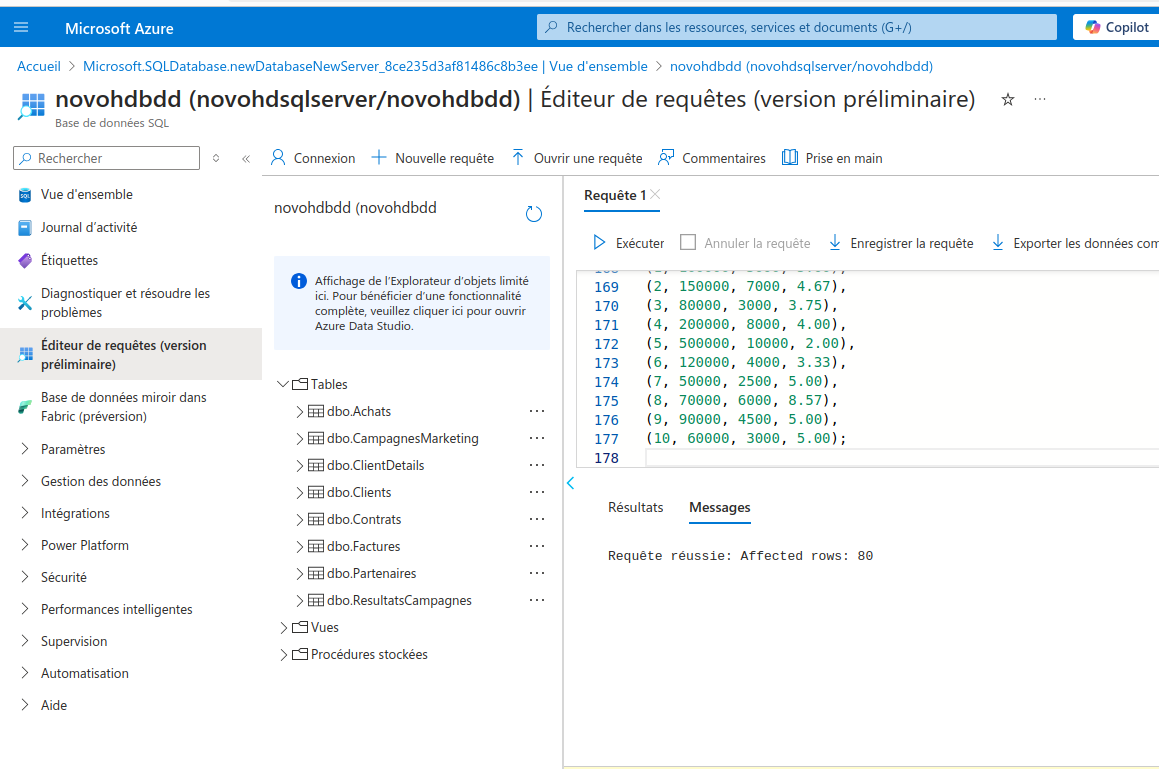 Microsoft Azure
Rechercher dans les ressources, services et documents (G+/)
Copilot
Accueil > Microsoft.SQLDatabase.newDatabaseNewServer_8ce235d3af81486c8b3ee | Vue d'ensemble > novohdbdd (novohdsqlserver/novohdbdd)
novohdbdd (novohdsqlserver/novohdbdd) | Éditeur de requêtes (version préliminaire)
Base de données SQL
Rechercher
Vue d'ensemble
Journal d'activité
Étiquettes
Diagnostiquer et résoudre les
problèmes
Éditeur de requêtes (version
préliminaire)
Base de données miroir dans
Fabric (préversion)
Paramètres
Gestion des données
Intégrations
Power Platform
Sécurité
Performances intelligentes
Supervision
Automatisation
Aide
Connexion
Nouvelle requête
Ouvrir une requête
Commentaires
Prise en main
novohdbdd (novohdbdd
Affichage de l'Explorateur d'objets limité
ici. Pour bénéficier d'une fonctionnalité
complète, veuillez cliquer ici pour ouvrir
Azure Data Studio.
Tables
dbo.Achats
dbo.CampagnesMarketing
dbo.ClientDetails
dbo.Clients
dbo.Contrats
dbo.Factures
dbo.Partenaires
dbo.ResultatsCampagnes
Vues
Procédures stockées
Requête 1
Exécuter
Annuler la requête
Enregistrer la requête
Exporter les données com
169 (2, 150000, 7000, 4.67),
170 (3, 80000, 3000, 3.75),
171 (4, 200000, 8000, 4.00),
172 (5, 500000, 10000, 2.00),
173 (6, 120000, 4000, 3.33),
174 (7, 50000, 2500, 5.00),
175 (8, 70000, 6000, 8.57),
176 (9, 90000, 4500, 5.00),
177 (10, 60000, 3000, 5.00);
178
Résultats
Messages
Requête réussie: Affected rows: 80